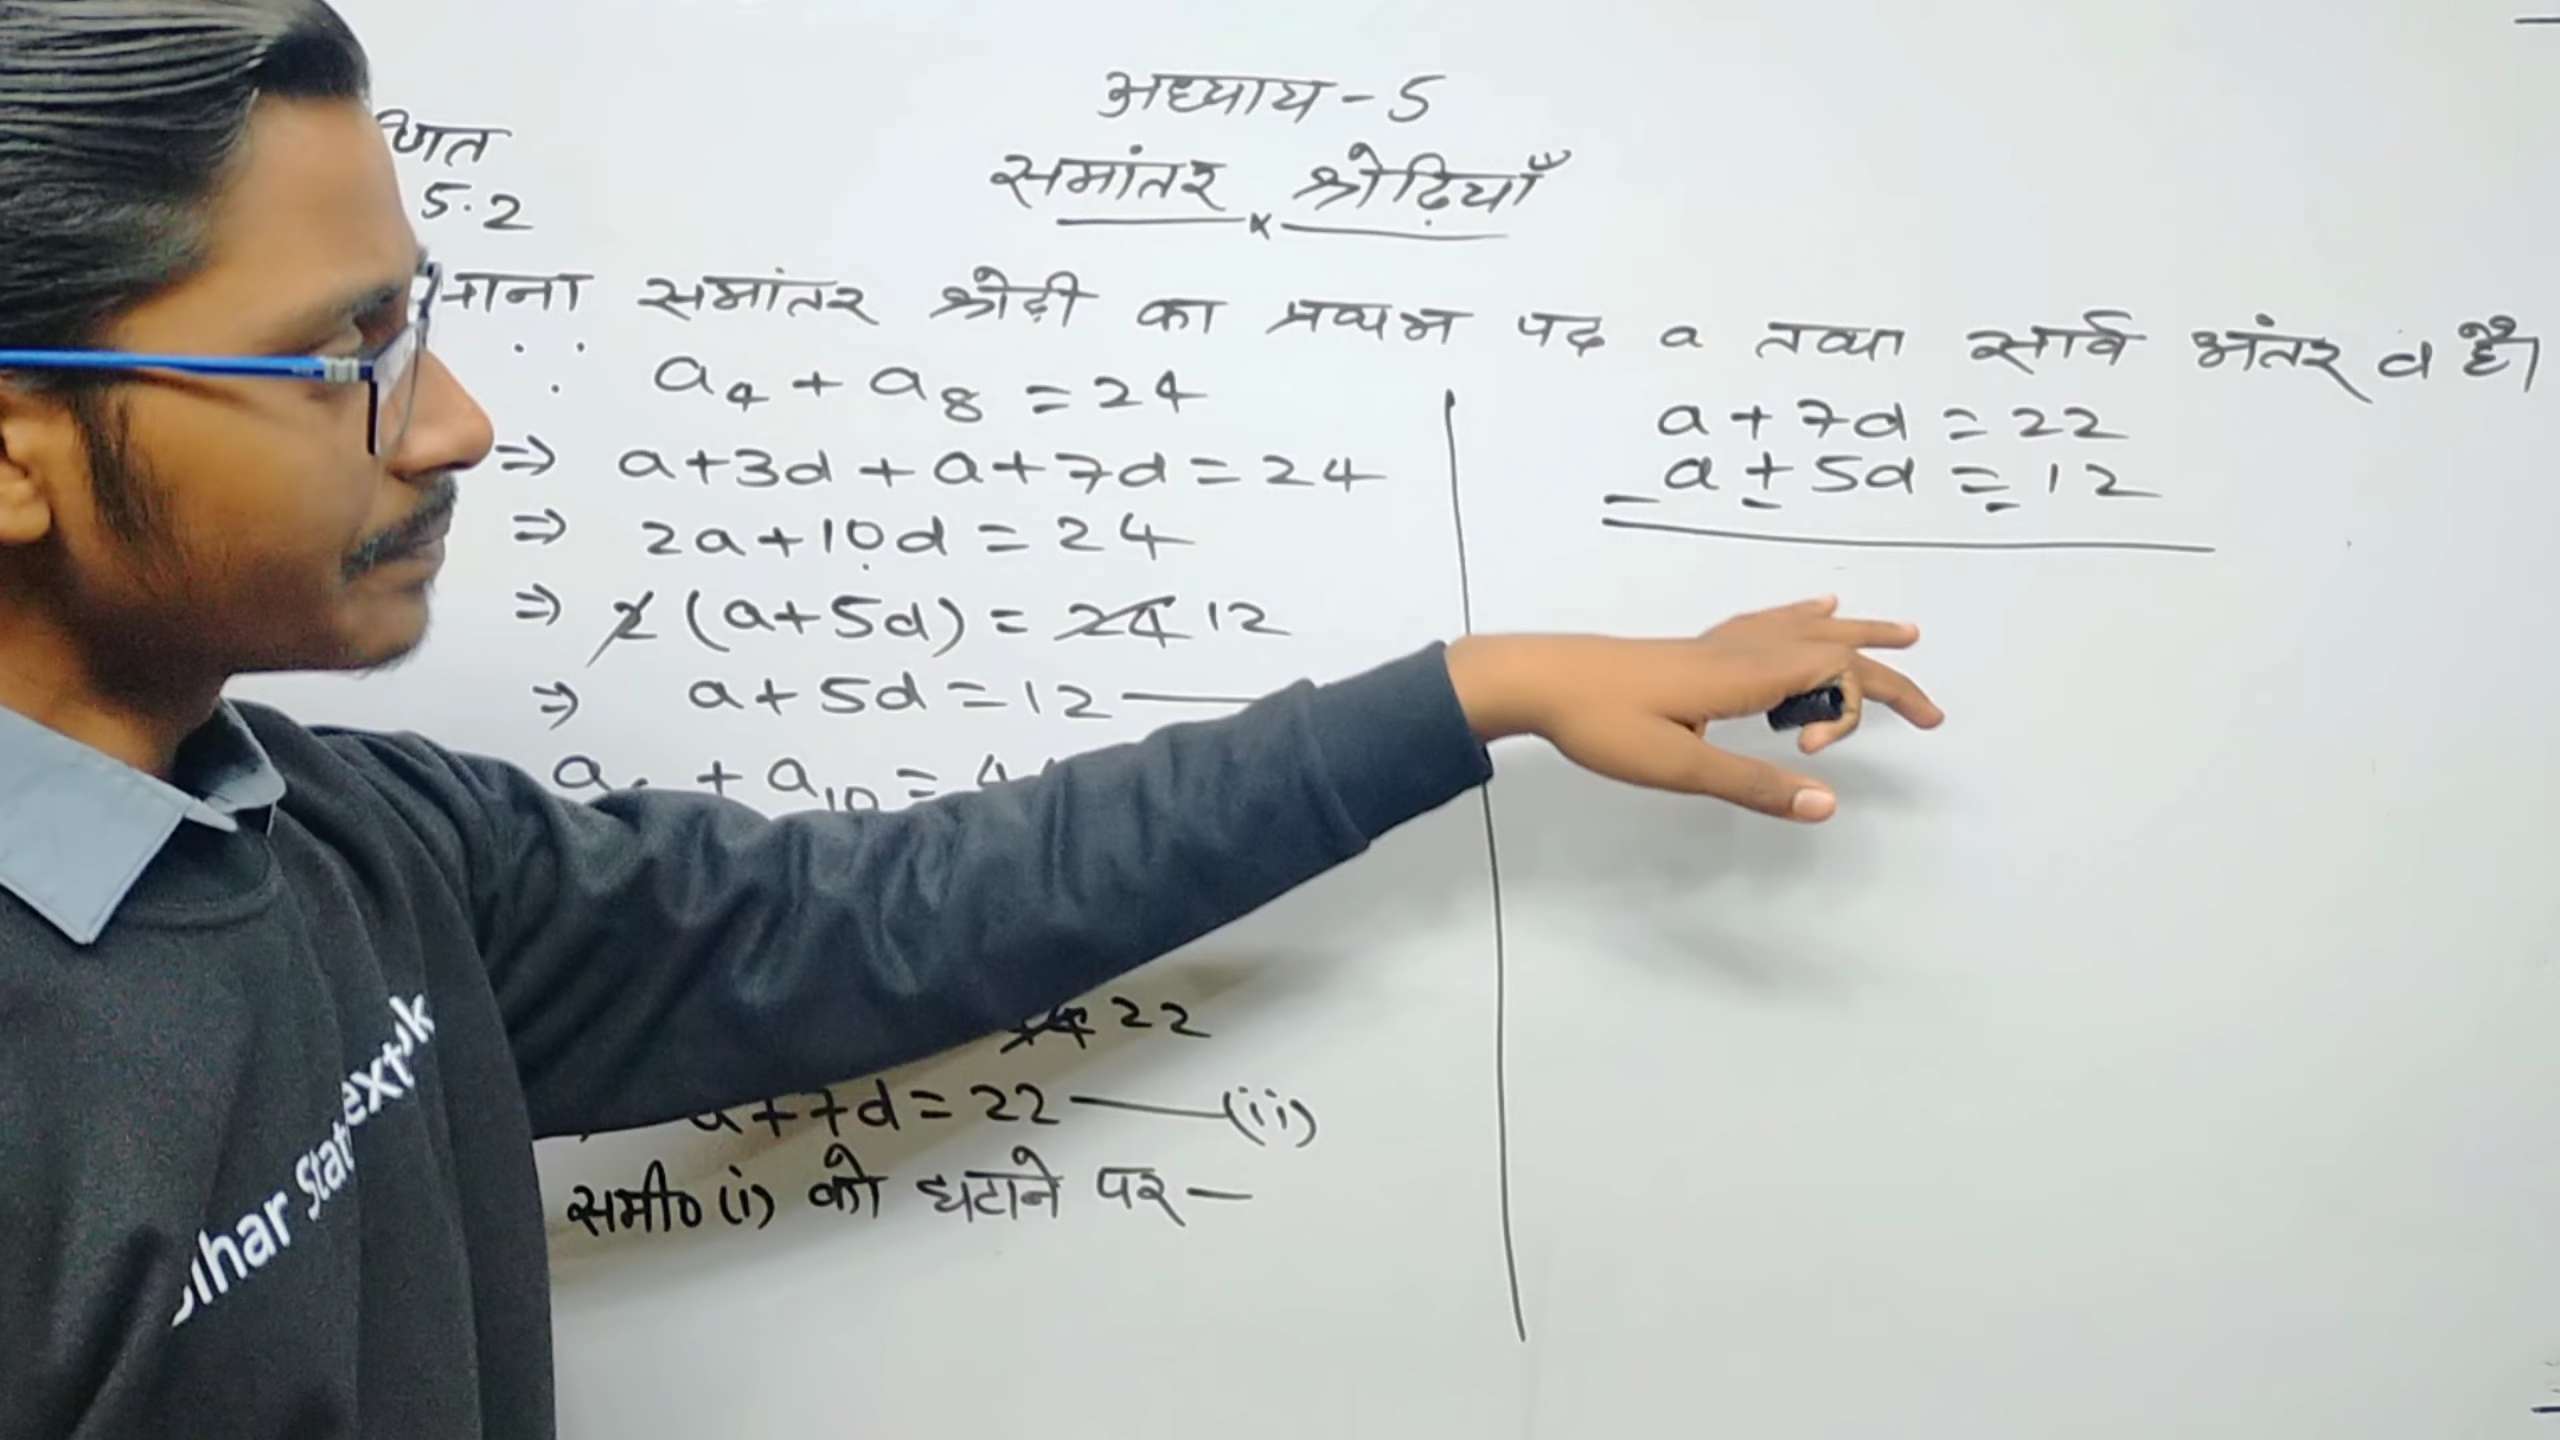 अध्याय - 5
समांतर श्रेढ़ियाँ
5.2
माना समांतर श्रेढ़ी का प्रथम पद a तथा सार्व अंतर d है।
∵ a₄ + a₈ = 24
⇒ a+3d + a+7d = 24
⇒ 2a+10d = 24
⇒ 2 (a+5d) = 24 12
⇒ a+5d = 12
+ a₁₀ =
22
a+7d = 22 (ii)
समी० (i) को घटाने पर —
a + 7d = 22
a + 5d = 12
− − −
Bihar